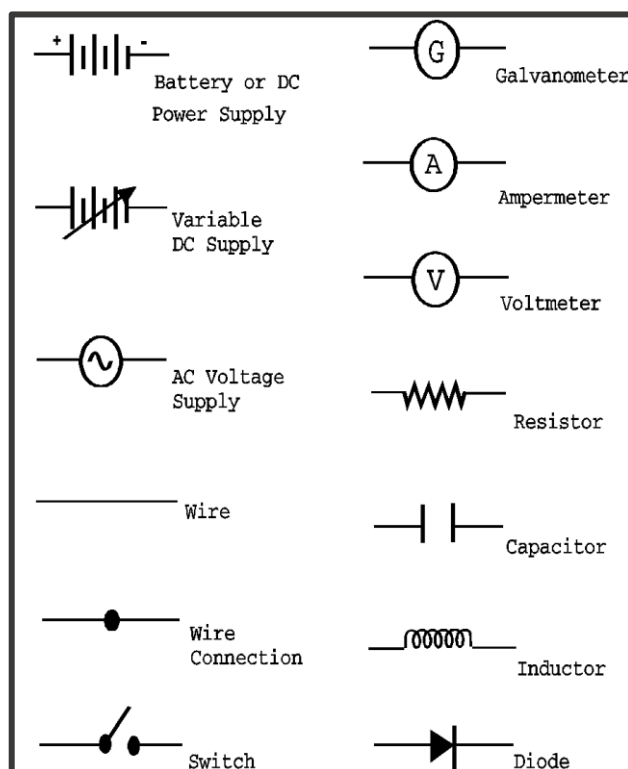 + -
Battery or DC
Power Supply
Variable
DC Supply
AC Voltage
Supply
Wire
Wire
Connection
Switch
G
Galvanometer
A
Ampermeter
V
Voltmeter
Resistor
Capacitor
Inductor
Diode